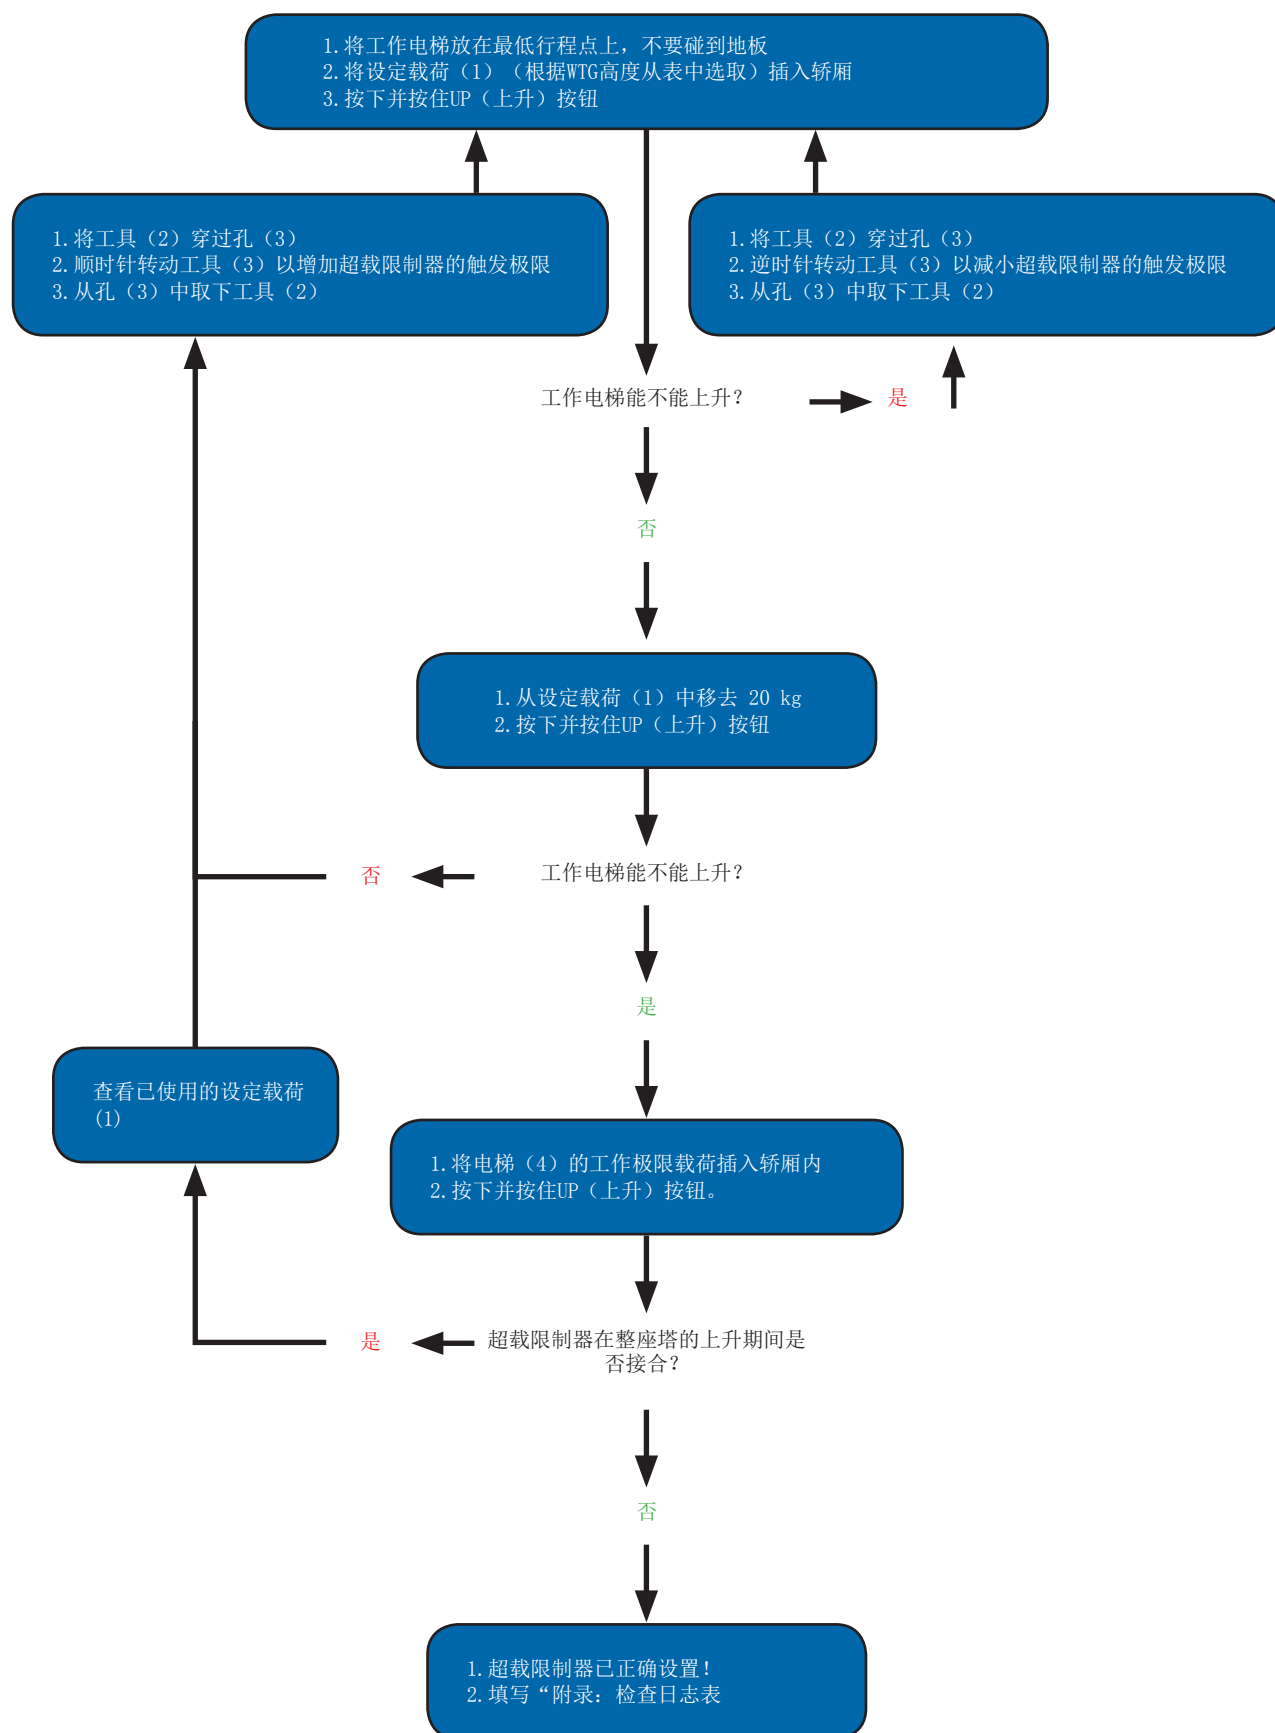 1.将工作电梯放在最低行程点上，不要碰到地板
2.将设定载荷（1）（根据WTG高度从表中选取）插入轿厢
3.按下并按住UP（上升）按钮
1.将工具（2）穿过孔（3）
2.顺时针转动工具（3）以增加超载限制器的触发极限
3.从孔（3）中取下工具（2）
1.将工具（2）穿过孔（3）
2.逆时针转动工具（3）以减小超载限制器的触发极限
3.从孔（3）中取下工具（2）
工作电梯能不能上升？
是
否
1.从设定载荷（1）中移去 20 kg
2.按下并按住UP（上升）按钮
工作电梯能不能上升？
否
是
查看已使用的设定载荷
(1)
1.将电梯（4）的工作极限载荷插入轿厢内
2.按下并按住UP（上升）按钮。
超载限制器在整座塔的上升期间是
否接合？
是
否
1.超载限制器已正确设置！
2.填写“附录：检查日志表